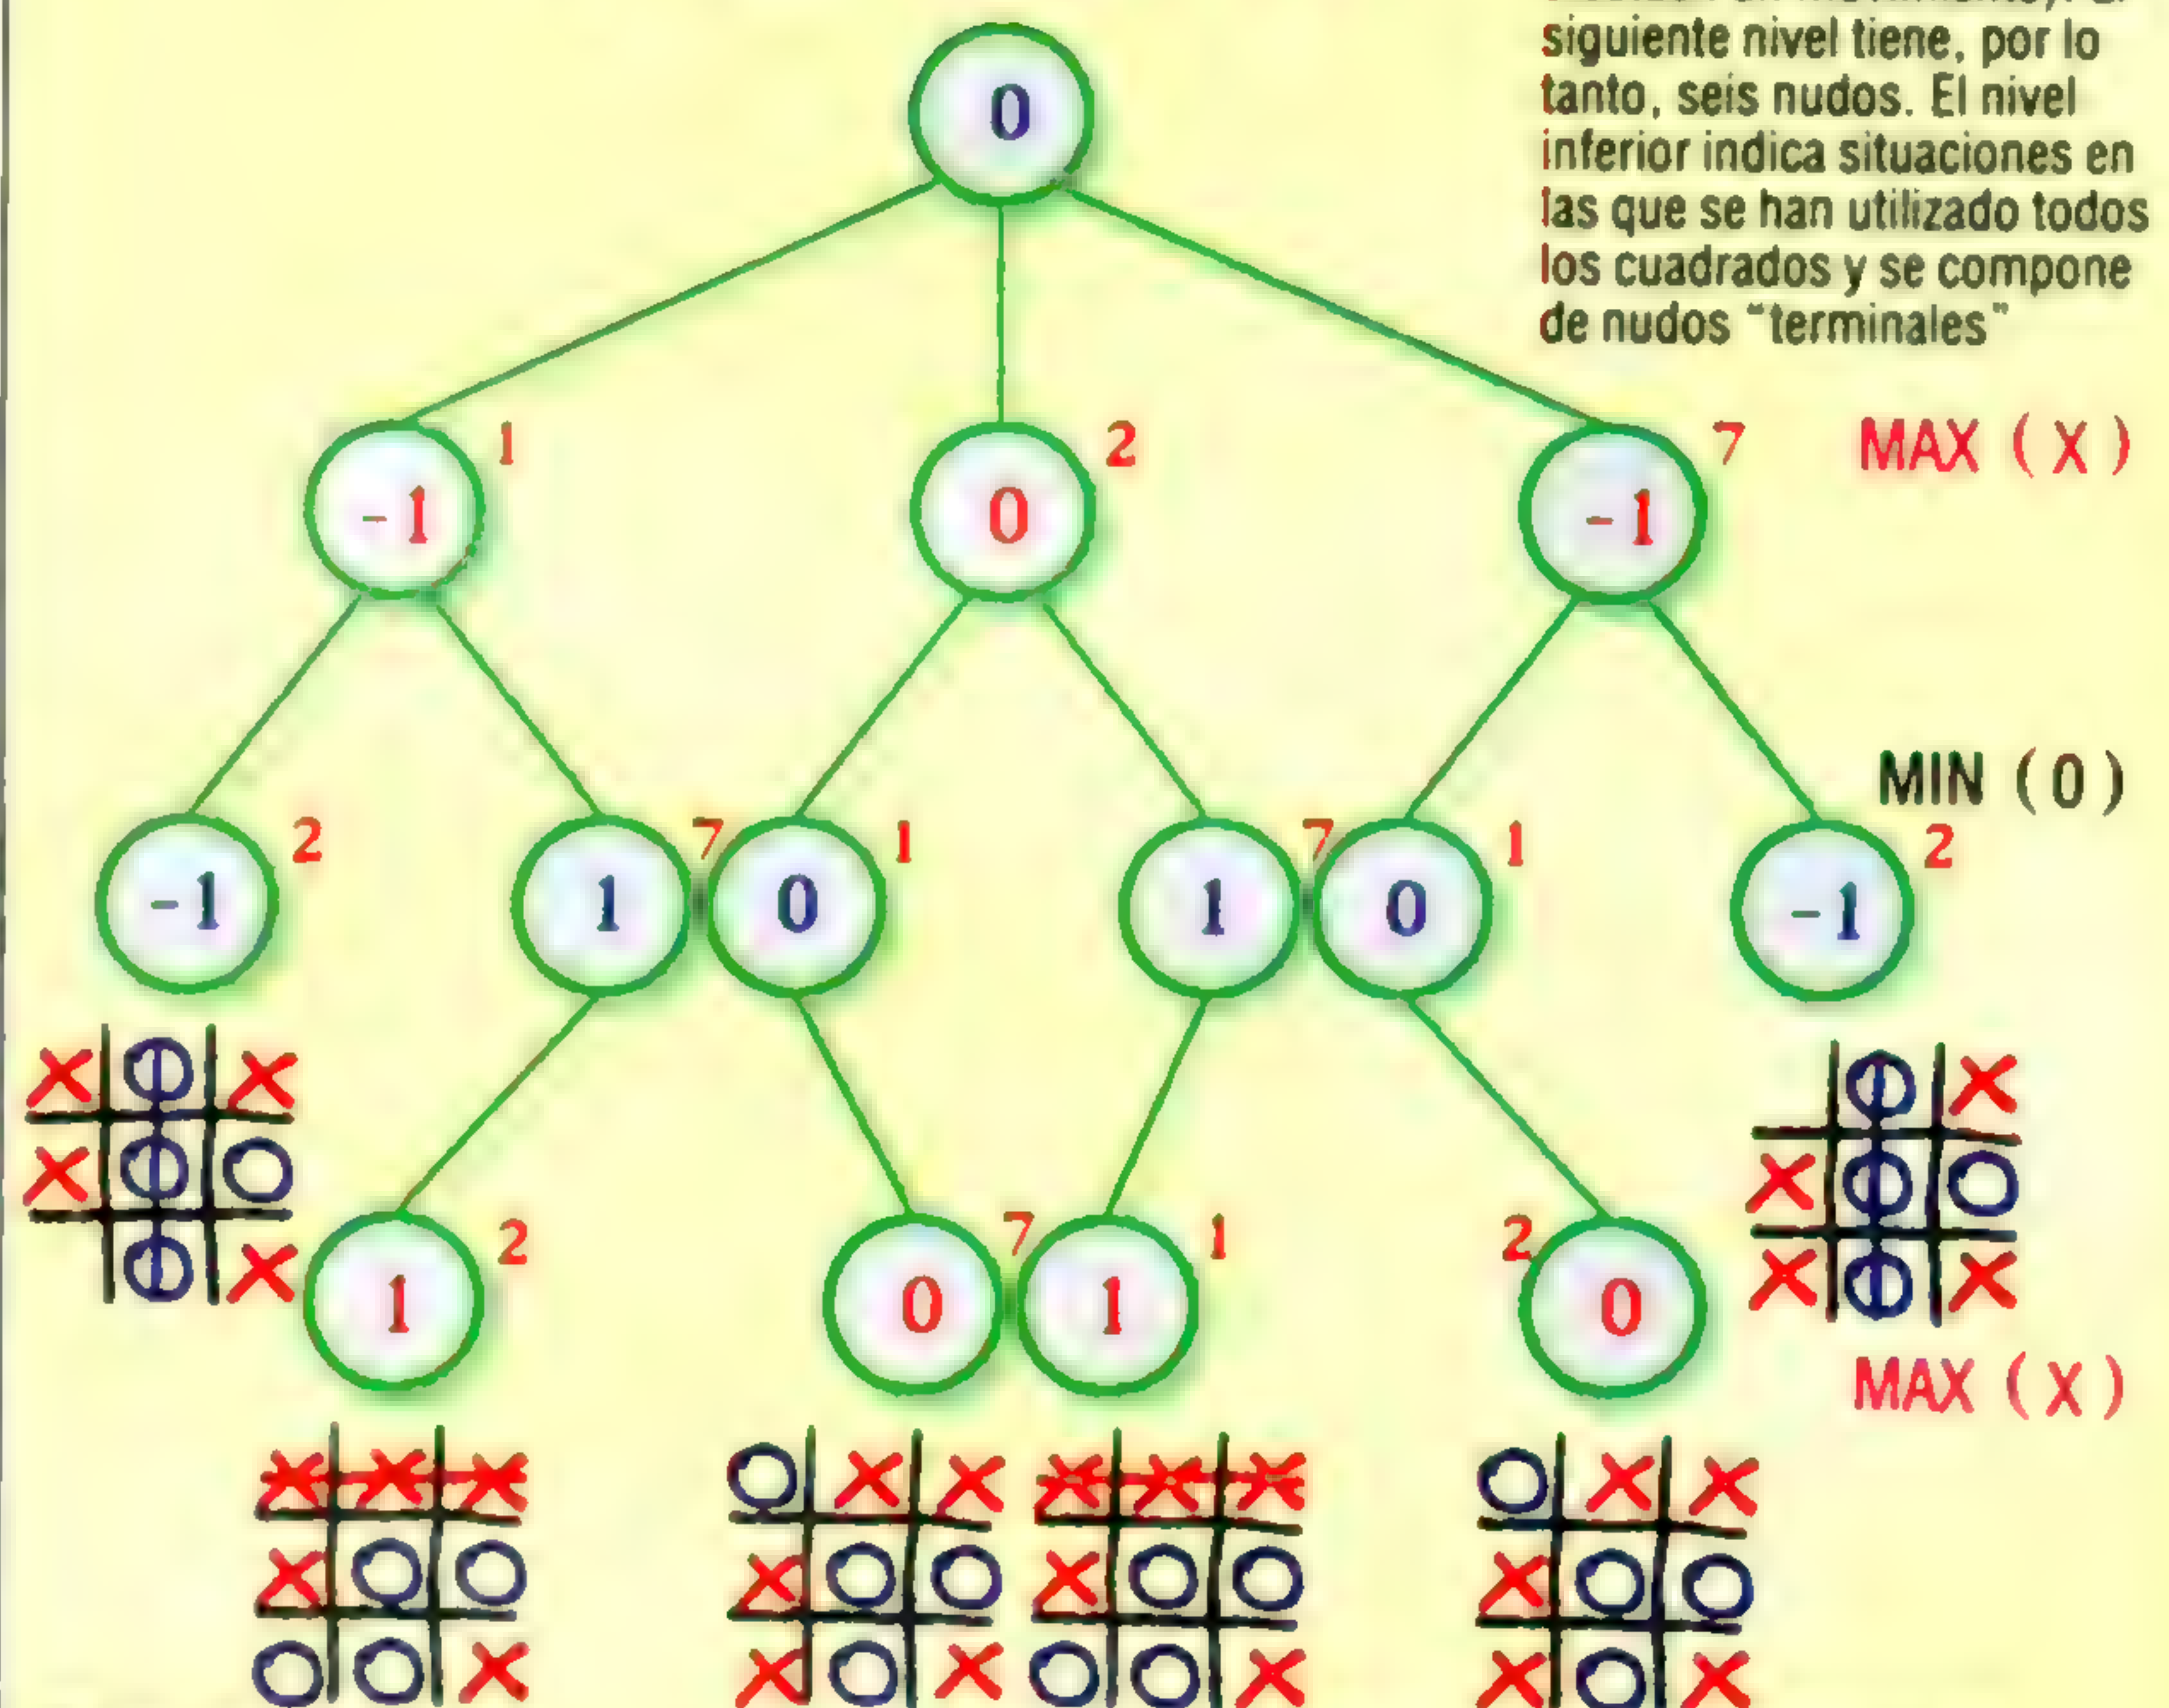 siguiente nivel tiene, por lo
tanto, seis nudos. El nivel
inferior indica situaciones en
las que se han utilizado todos
los cuadrados y se compone
de nudos "terminales"
0
-1 1 0 2 -1 7 MAX (X)
MIN (0)
-1 2 1 7 0 1 1 7 0 1 -1 2
X O X
X O O
O X
O X
X O O
X O X
1 2 0 7 1 1 2 0
MAX (X)
X X X
X O O
O O X
O X X
X O O
X O X
X X X
X O O
O O X
O X X
X O O
X O X